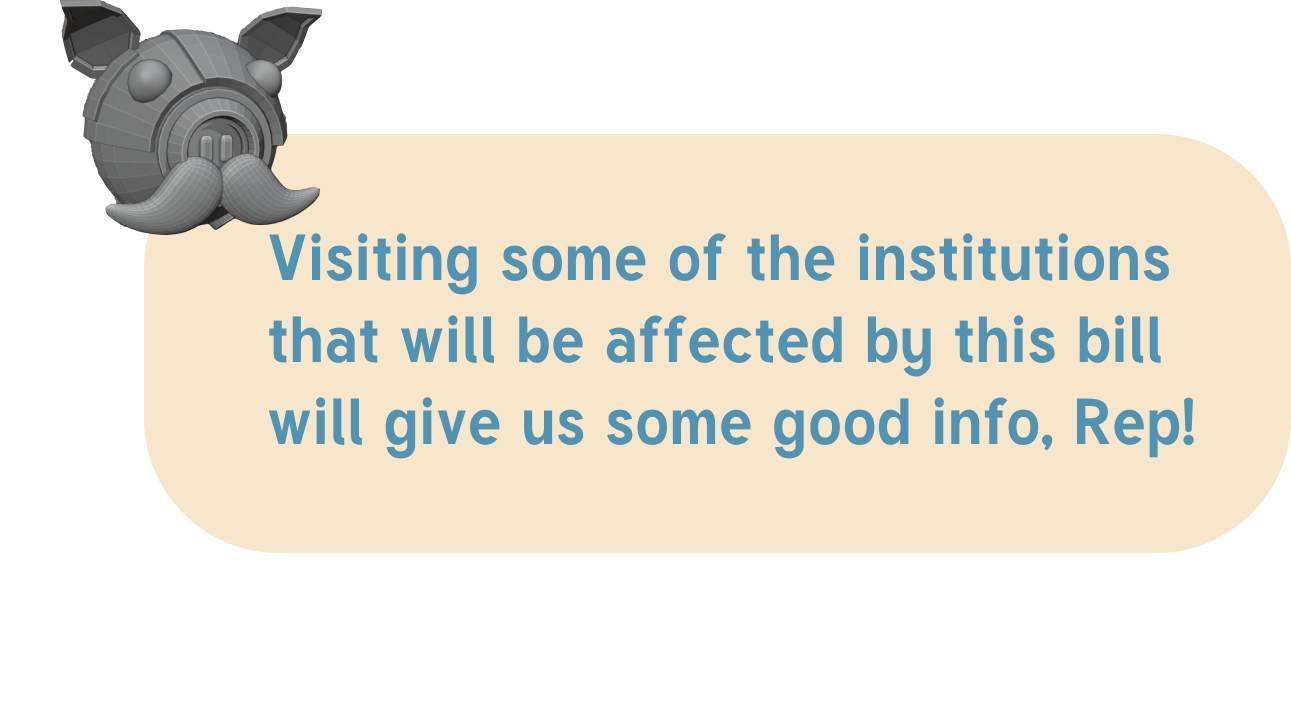 Visiting some of the institutions
that will be affected by this bill
will give us some good info, Rep!